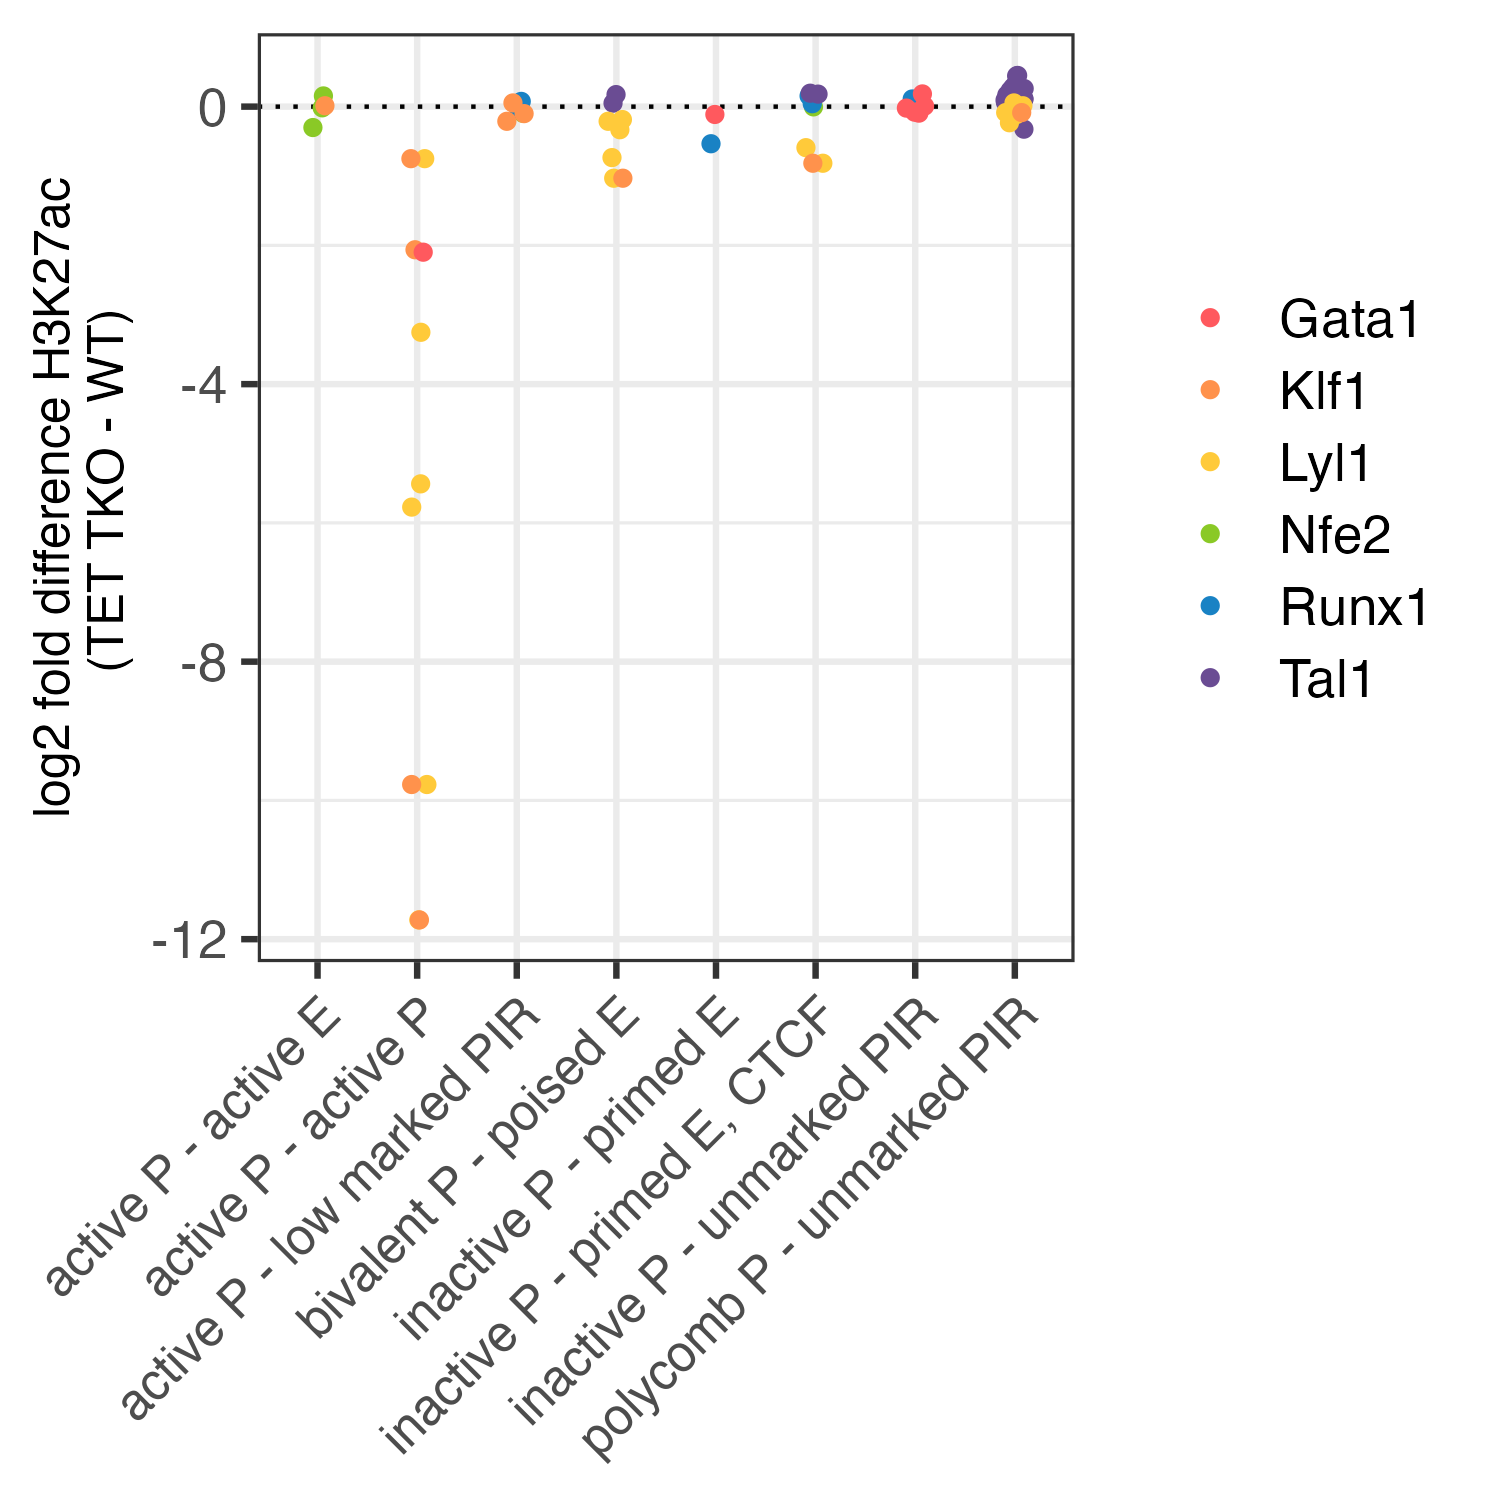 log2 fold difference H3K27ac
(TET TKO - WT)
0
-4
-8
-12
active P - active E
active P - active P
active P - low marked PIR
bivalent P - poised E
inactive P - primed E
inactive P - primed E, CTCF
inactive P - unmarked PIR
polycomb P - unmarked PIR
Gata1
Klf1
Lyl1
Nfe2
Runx1
Tal1